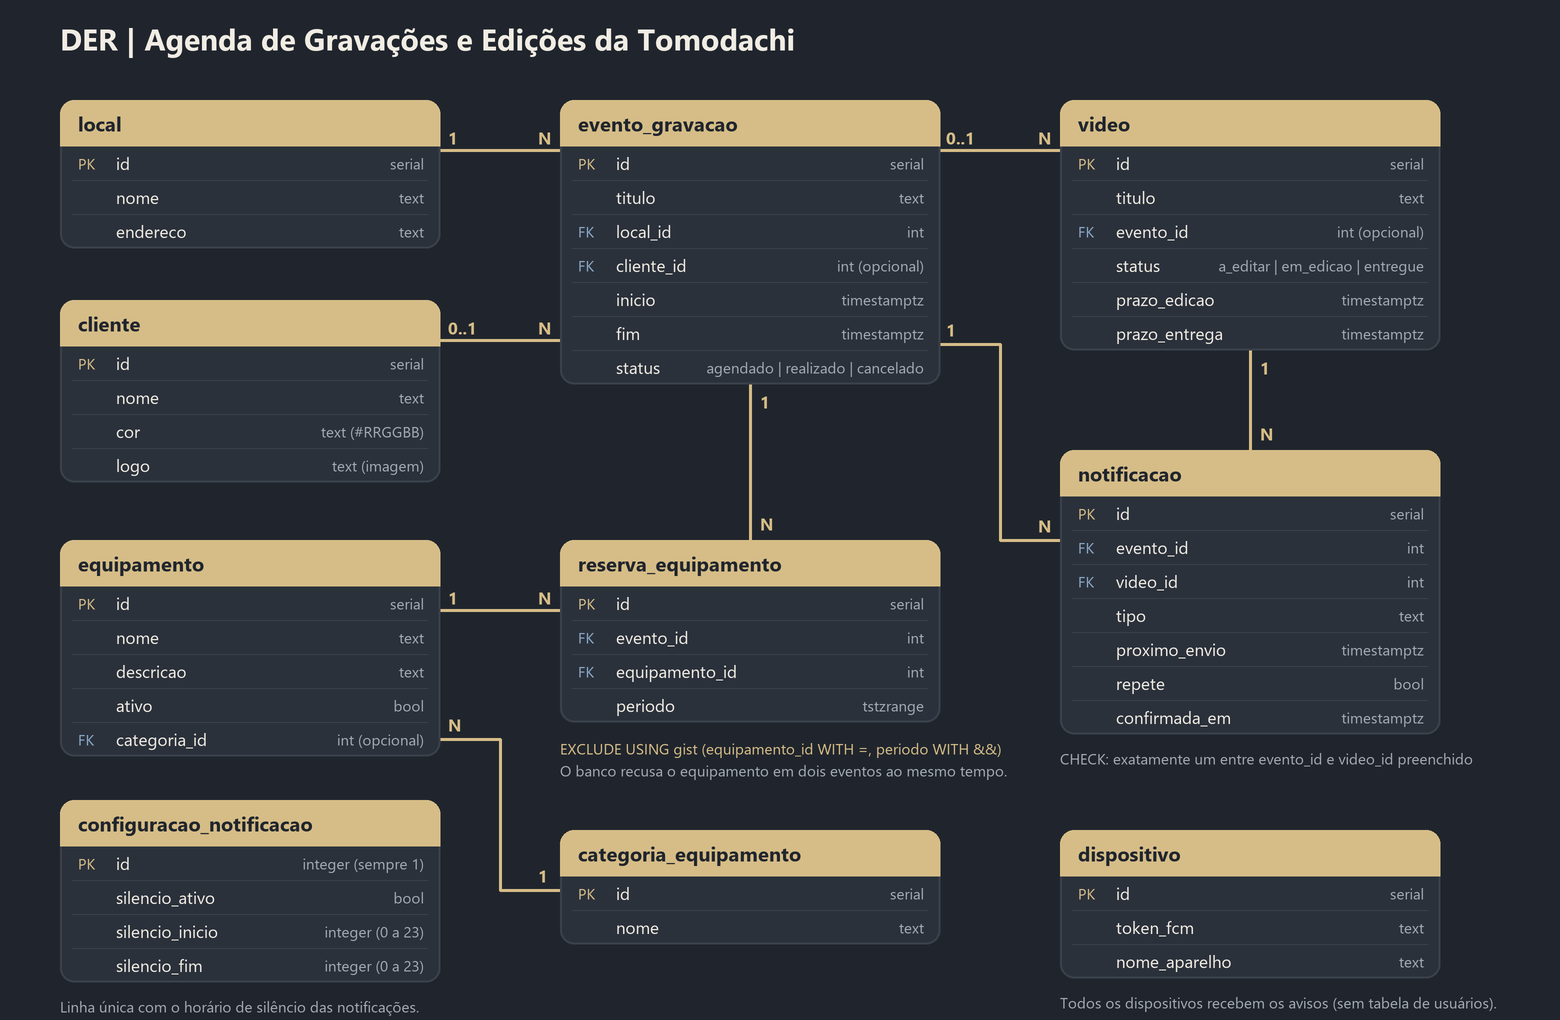 DER | Agenda de Gravações e Edições da Tomodachi
local
PK id serial
nome text
endereco text
1 N
evento_gravacao
PK id serial
titulo text
FK local_id int
FK cliente_id int (opcional)
inicio timestamptz
fim timestamptz
status agendado | realizado | cancelado
0..1 N
video
PK id serial
titulo text
FK evento_id int (opcional)
status a_editar | em_edicao | entregue
prazo_edicao timestamptz
prazo_entrega timestamptz
cliente
PK id serial
nome text
cor text (#RRGGBB)
logo text (imagem)
0..1 N
1
N
1
N
1
N
notificacao
PK id serial
FK evento_id int
FK video_id int
tipo text
proximo_envio timestamptz
repete bool
confirmada_em timestamptz
CHECK: exatamente um entre evento_id e video_id preenchido
equipamento
PK id serial
nome text
descricao text
ativo bool
FK categoria_id int (opcional)
1 N
reserva_equipamento
PK id serial
FK evento_id int
FK equipamento_id int
periodo tstzrange
EXCLUDE USING gist (equipamento_id WITH =, periodo WITH &&)
O banco recusa o equipamento em dois eventos ao mesmo tempo.
N
1
configuracao_notificacao
PK id integer (sempre 1)
silencio_ativo bool
silencio_inicio integer (0 a 23)
silencio_fim integer (0 a 23)
Linha única com o horário de silêncio das notificações.
categoria_equipamento
PK id serial
nome text
dispositivo
PK id serial
token_fcm text
nome_aparelho text
Todos os dispositivos recebem os avisos (sem tabela de usuários).